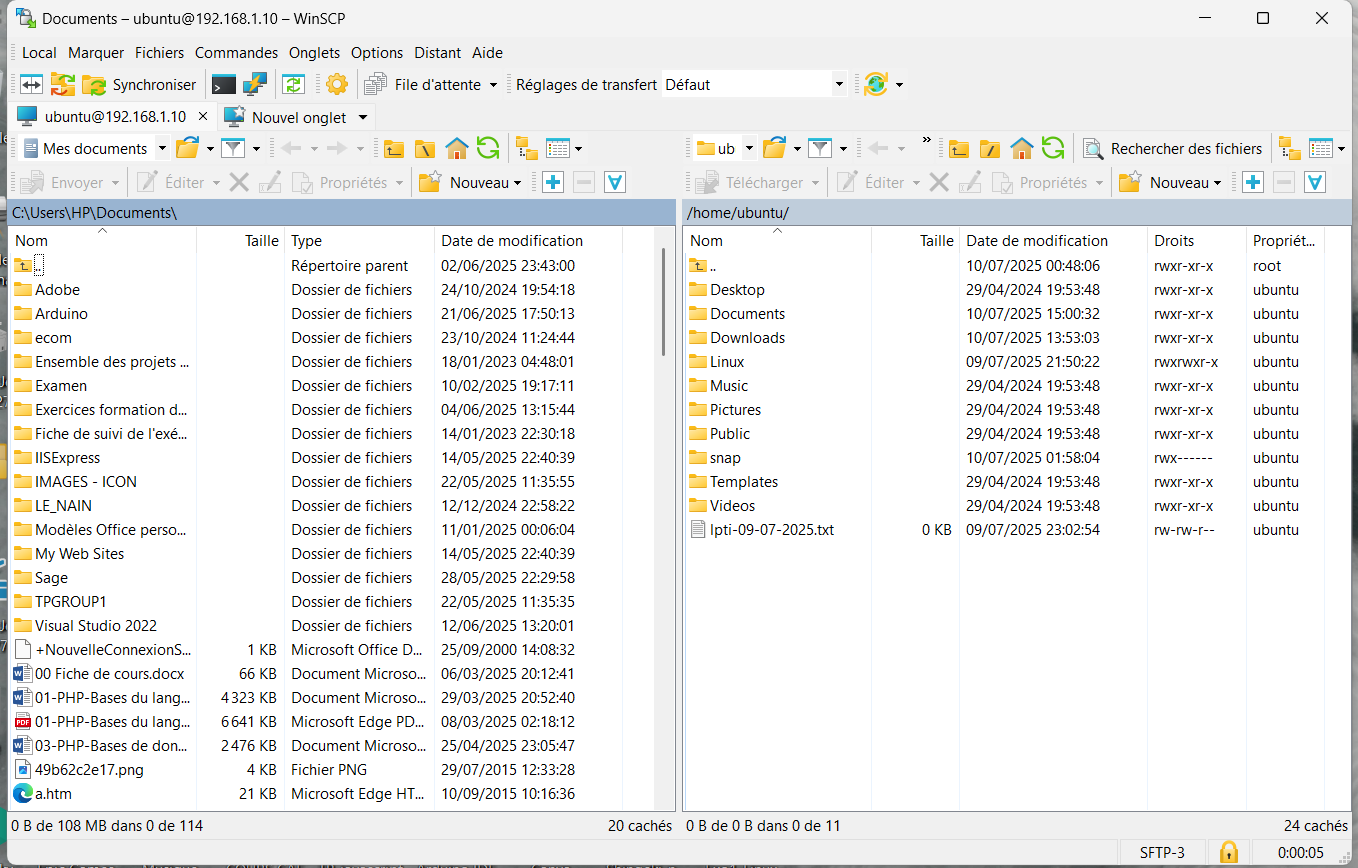 Documents – ubuntu@192.168.1.10 – WinSCP
Local Marquer Fichiers Commandes Onglets Options Distant Aide
Synchroniser File d'attente Réglages de transfert Défaut
ubuntu@192.168.1.10 Nouvel onglet
Mes documents ub Rechercher des fichiers
Envoyer Éditer Propriétés Nouveau Télécharger Éditer Propriétés Nouveau
C:\Users\HP\Documents\
Nom Taille Type Date de modification
.. Répertoire parent 02/06/2025 23:43:00
Adobe Dossier de fichiers 24/10/2024 19:54:18
Arduino Dossier de fichiers 21/06/2025 17:50:13
ecom Dossier de fichiers 23/10/2024 11:24:44
Ensemble des projets ... Dossier de fichiers 18/01/2023 04:48:01
Examen Dossier de fichiers 10/02/2025 19:17:11
Exercices formation d... Dossier de fichiers 04/06/2025 13:15:44
Fiche de suivi de l'exé... Dossier de fichiers 14/01/2023 22:30:18
IISExpress Dossier de fichiers 14/05/2025 22:40:39
IMAGES - ICON Dossier de fichiers 22/05/2025 11:35:55
LE_NAIN Dossier de fichiers 12/12/2024 22:58:22
Modèles Office perso... Dossier de fichiers 11/01/2025 00:06:04
My Web Sites Dossier de fichiers 14/05/2025 22:40:39
Sage Dossier de fichiers 28/05/2025 22:29:58
TPGROUP1 Dossier de fichiers 22/05/2025 11:35:35
Visual Studio 2022 Dossier de fichiers 12/06/2025 13:20:01
+NouvelleConnexionS... 1 KB Microsoft Office D... 25/09/2000 14:08:32
00 Fiche de cours.docx 66 KB Document Microso... 06/03/2025 20:12:41
01-PHP-Bases du lang... 4 323 KB Document Microso... 29/03/2025 20:52:40
01-PHP-Bases du lang... 6 641 KB Microsoft Edge PD... 08/03/2025 02:18:12
03-PHP-Bases de don... 2 476 KB Document Microso... 25/04/2025 23:05:47
49b62c2e17.png 4 KB Fichier PNG 29/07/2015 12:33:28
a.htm 21 KB Microsoft Edge HT... 10/09/2015 10:16:36
0 B de 108 MB dans 0 de 114 20 cachés
/home/ubuntu/
Nom Taille Date de modification Droits Propriét...
.. 10/07/2025 00:48:06 rwxr-xr-x root
Desktop 29/04/2024 19:53:48 rwxr-xr-x ubuntu
Documents 10/07/2025 15:00:32 rwxr-xr-x ubuntu
Downloads 10/07/2025 13:53:03 rwxr-xr-x ubuntu
Linux 09/07/2025 21:50:22 rwxrwxr-x ubuntu
Music 29/04/2024 19:53:48 rwxr-xr-x ubuntu
Pictures 29/04/2024 19:53:48 rwxr-xr-x ubuntu
Public 29/04/2024 19:53:48 rwxr-xr-x ubuntu
snap 10/07/2025 01:58:04 rwx------ ubuntu
Templates 29/04/2024 19:53:48 rwxr-xr-x ubuntu
Videos 29/04/2024 19:53:48 rwxr-xr-x ubuntu
Ipti-09-07-2025.txt 0 KB 09/07/2025 23:02:54 rw-rw-r-- ubuntu
0 B de 0 B dans 0 de 11 24 cachés
SFTP-3 0:00:05